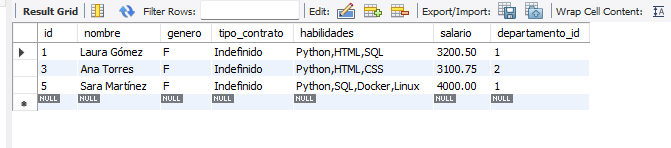 Result Grid Filter Rows: Edit: Export/Import: Wrap Cell Content:
id nombre genero tipo_contrato habilidades salario departamento_id
1 Laura Gómez F Indefinido Python,HTML,SQL 3200.50 1
3 Ana Torres F Indefinido Python,HTML,CSS 3100.75 2
5 Sara Martínez F Indefinido Python,SQL,Docker,Linux 4000.00 1
NULL NULL NULL NULL NULL NULL NULL